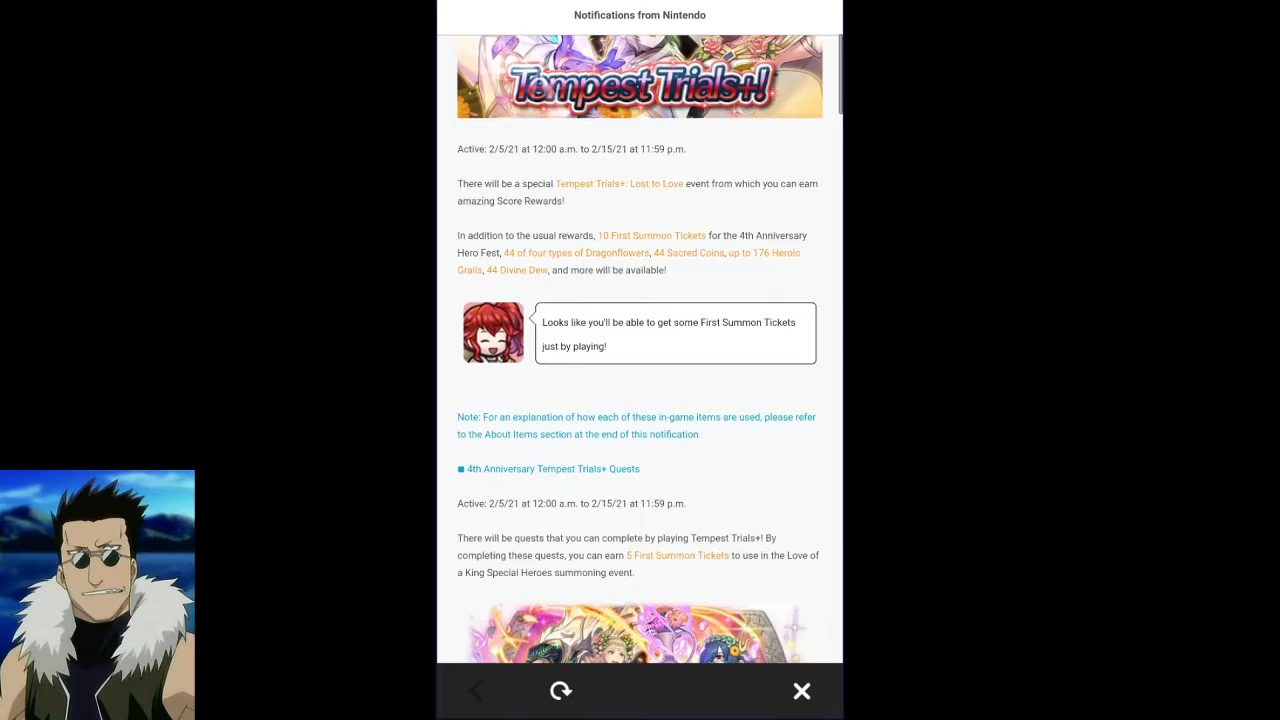 Notifications from Nintendo
Tempest Trials+!
Active: 2/5/21 at 12:00 a.m. to 2/15/21 at 11:59 p.m.
There will be a special Tempest Trials+: Lost to Love event from which you can earn
amazing Score Rewards!
In addition to the usual rewards, 10 First Summon Tickets for the 4th Anniversary
Hero Fest, 44 of four types of Dragonflowers, 44 Sacred Coins, up to 176 Heroic
Grails, 44 Divine Dew, and more will be available!
Looks like you'll be able to get some First Summon Tickets
just by playing!
Note: For an explanation of how each of these in-game items are used, please refer
to the About Items section at the end of this notification.
■ 4th Anniversary Tempest Trials+ Quests
Active: 2/5/21 at 12:00 a.m. to 2/15/21 at 11:59 p.m.
There will be quests that you can complete by playing Tempest Trials+! By
completing these quests, you can earn 5 First Summon Tickets to use in the Love of
a King Special Heroes summoning event.